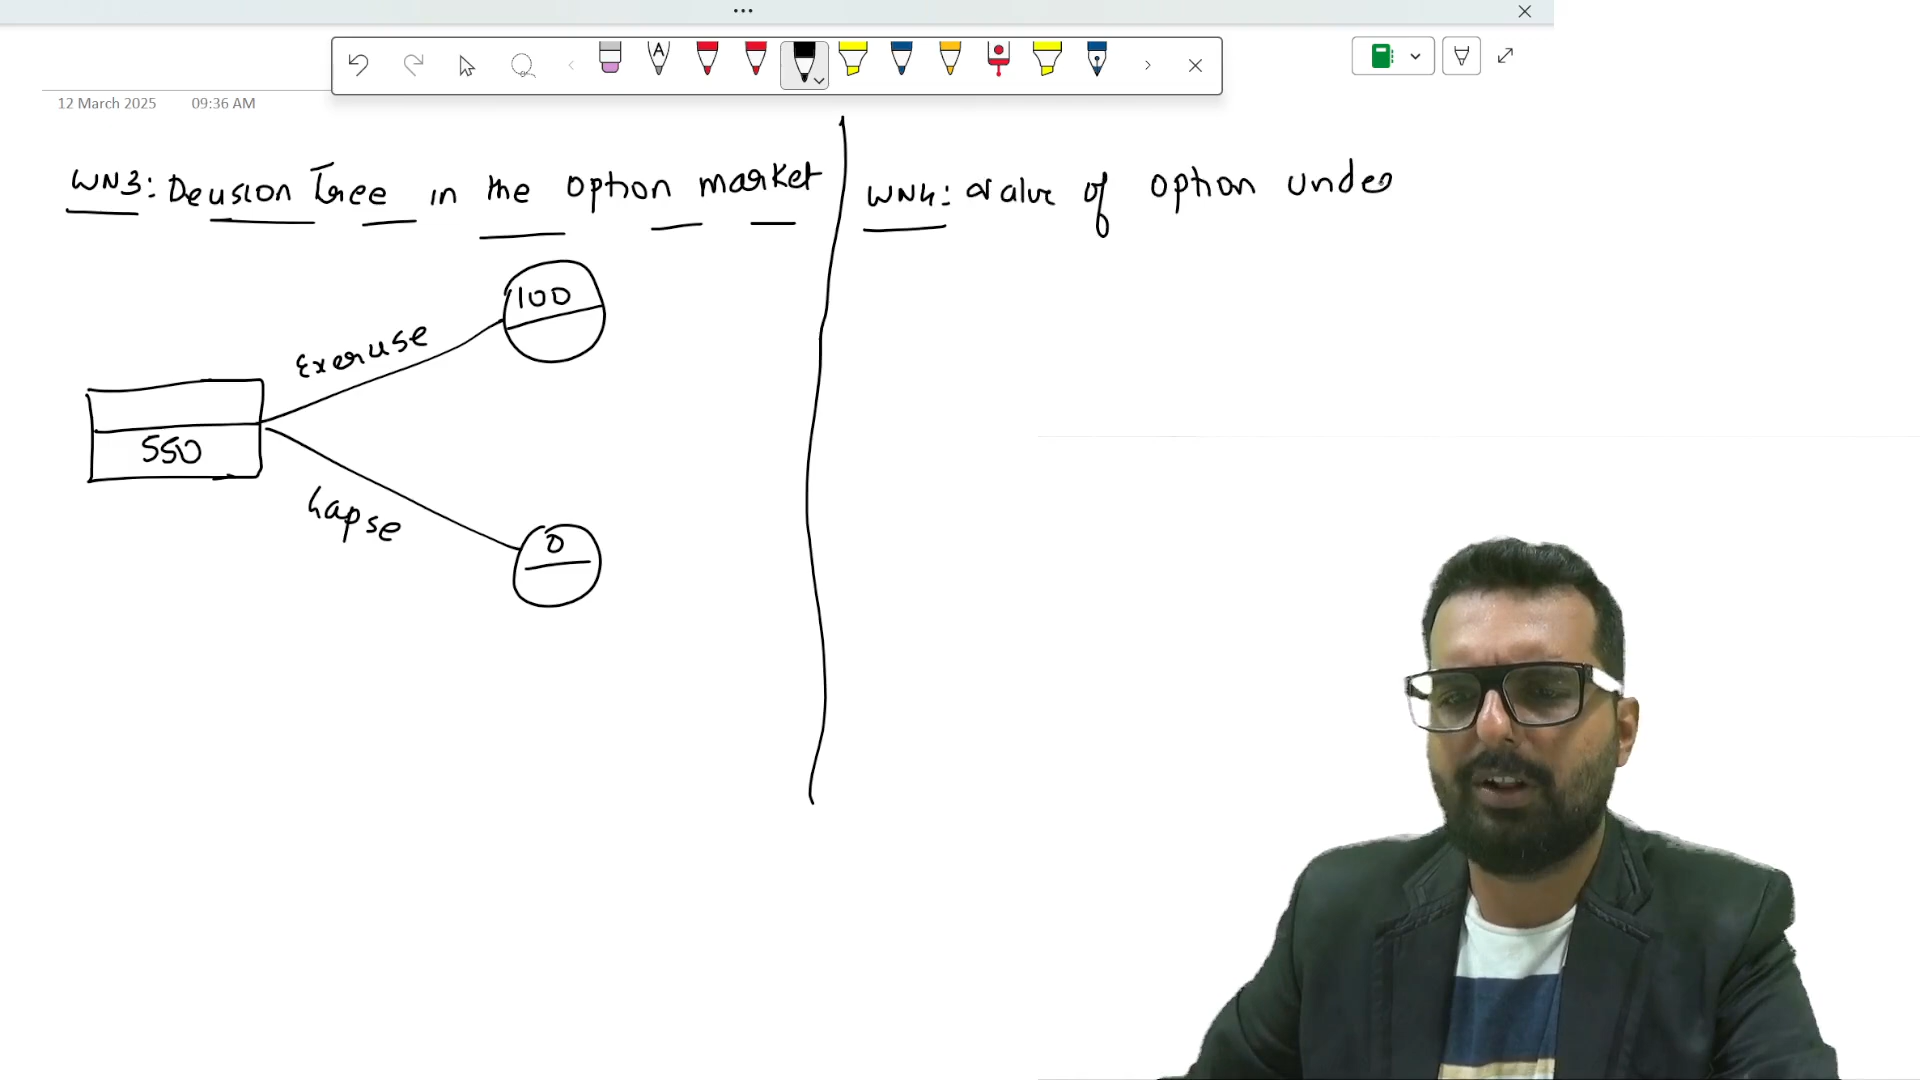 12 March 2025 09:36 AM
WN3: Decision Tree in the option market
WN4: Value of option unde
100
Exercise
550
Lapse
0